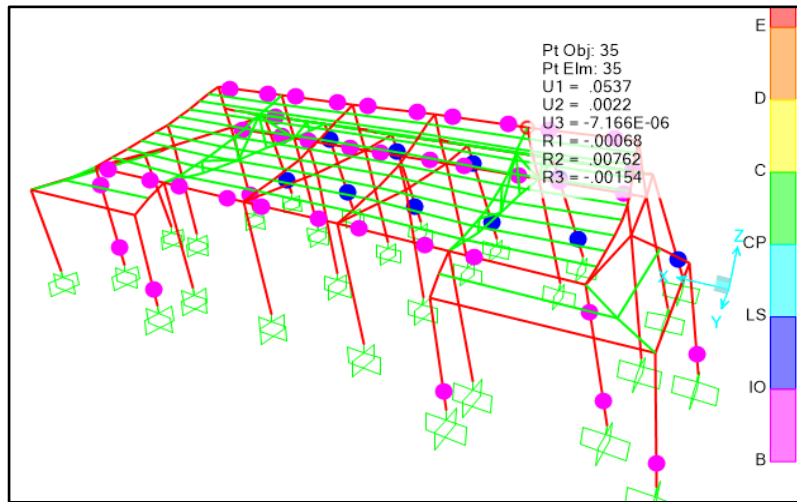 Pt Obj: 35
Pt Elm: 35
U1 = .0537
U2 = .0022
U3 = -7.166E-06
R1 = -.00068
R2 = .00762
R3 = -.00154
E
D
C
CP
LS
IO
B
Z
X
Y